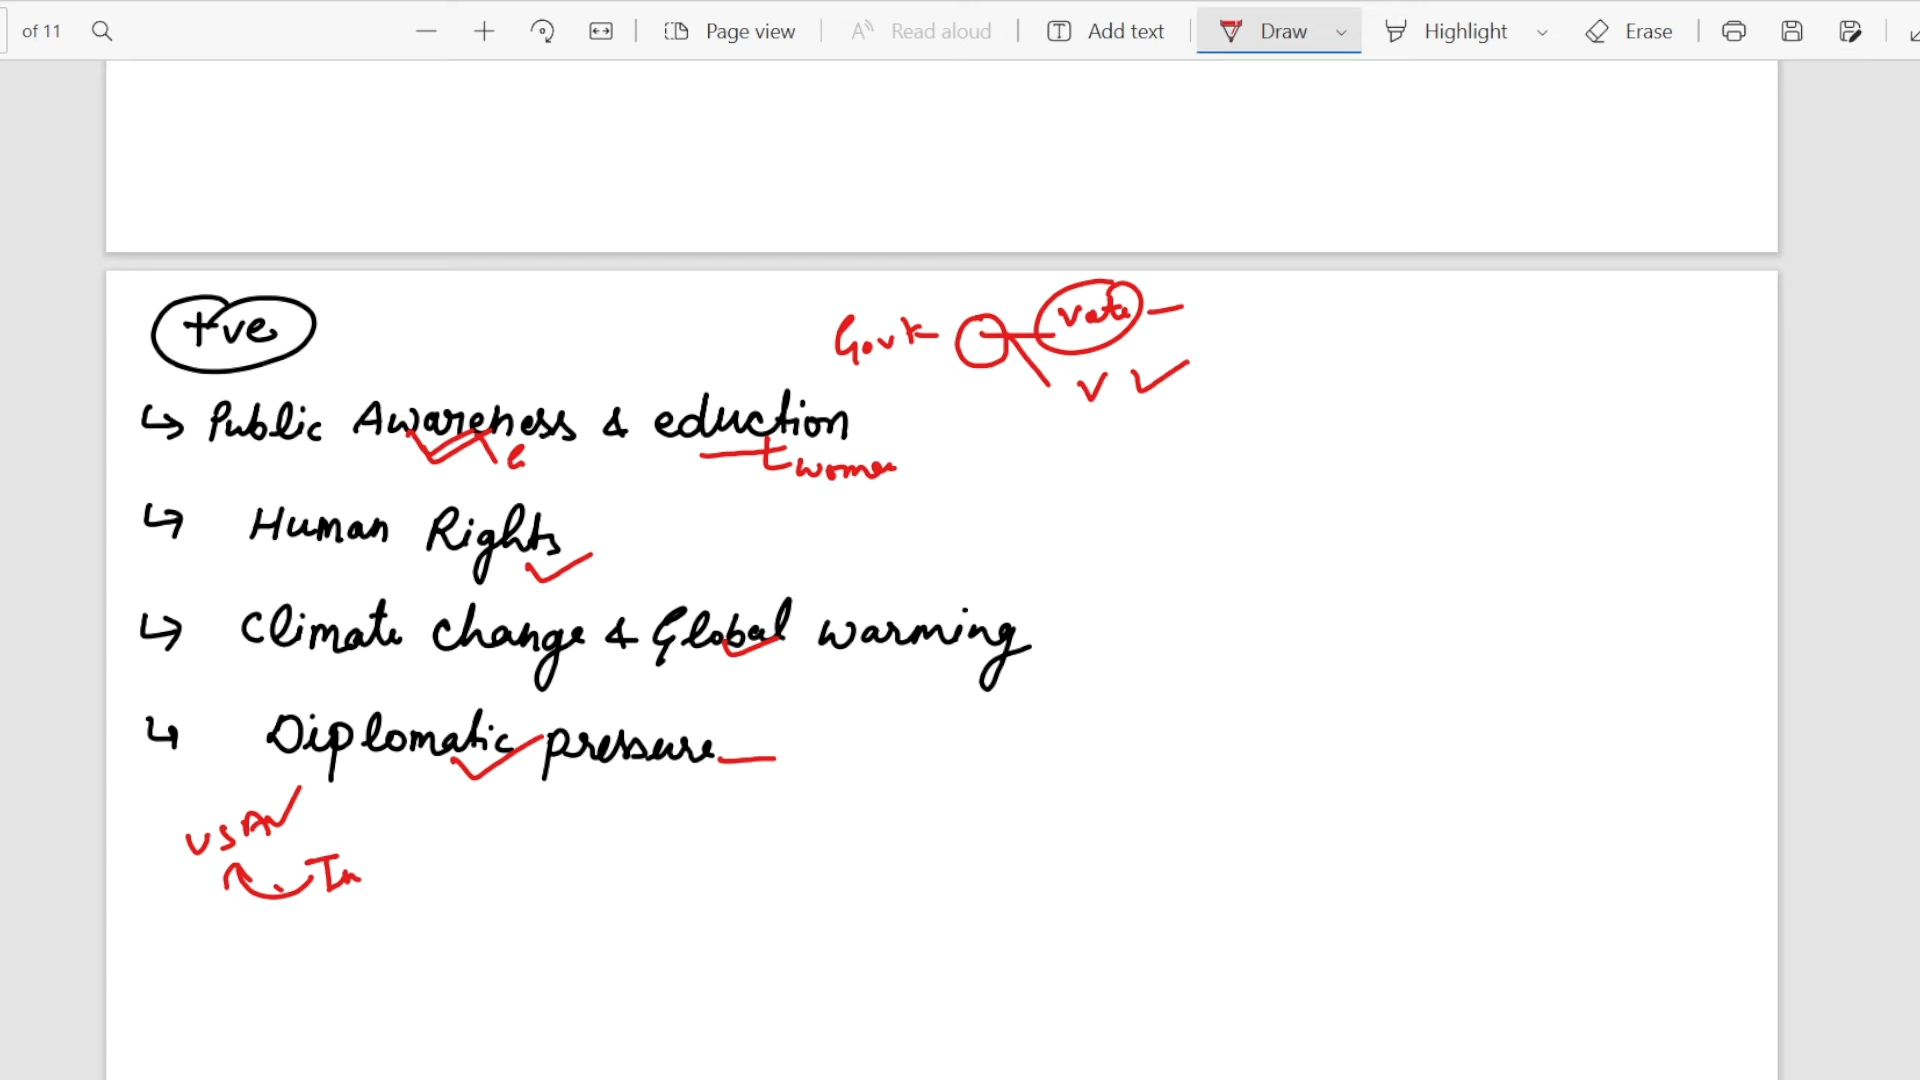 of 11 Page view Read aloud Add text Draw Highlight Erase
+ve
Govt vote
V
↳ Public Awareness & eduction
women
↳ Human Rights
↳ Climate change & Global warming
↳ Diplomatic pressure
USA
In